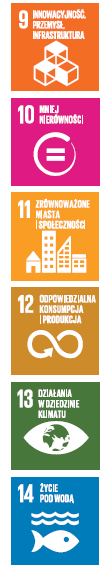 9 INNOWACYJNOŚĆ,
PRZEMYSŁ,
INFRASTRUKTURA
10 MNIEJ
NIERÓWNOŚCI
11 ZRÓWNOWAŻONE
MIASTA
I SPOŁECZNOŚCI
12 ODPOWIEDZIALNA
KONSUMPCJA
I PRODUKCJA
13 DZIAŁANIA
W DZIEDZINIE
KLIMATU
14 ŻYCIE
POD WODĄ